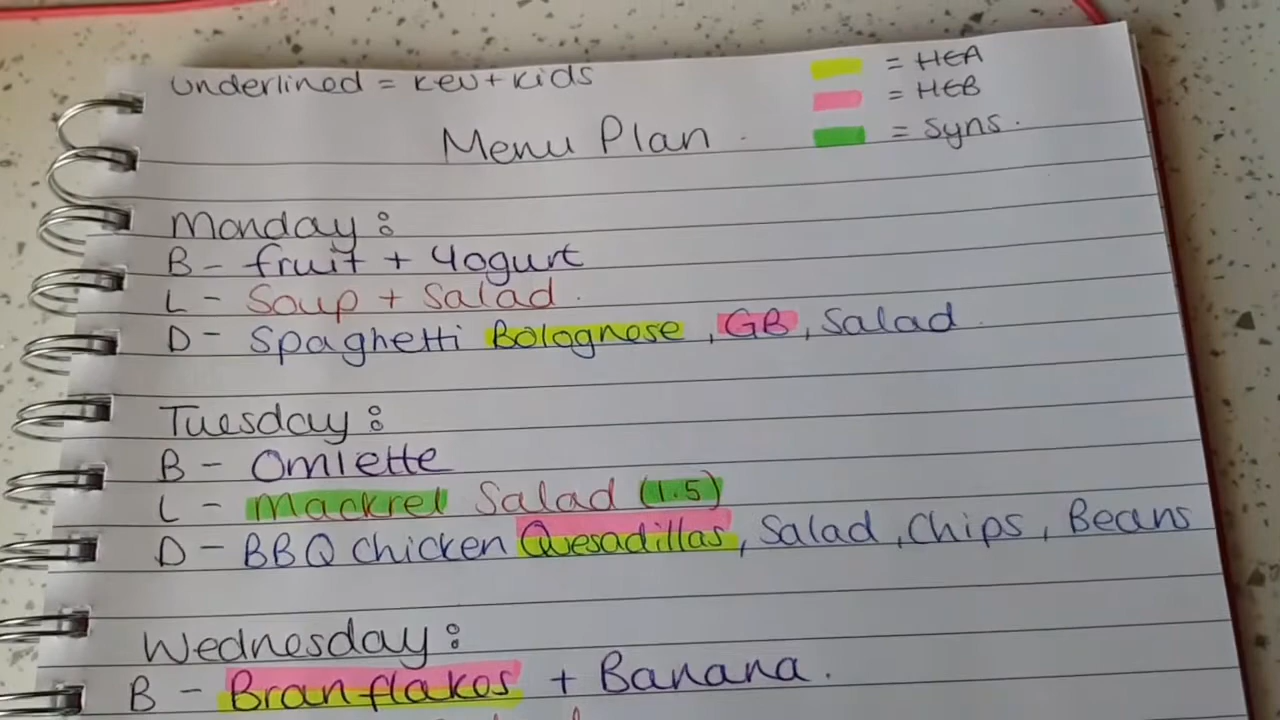 underlined = Kev + Kids
= HEA
= HEB
= Syns.
Menu Plan.
Monday:
B - fruit + Yogurt
L - Soup + Salad.
D - Spaghetti Bolognese, GB, Salad.
Tuesday:
B - Omlette
L - Mackrel Salad (1.5)
D - BBQ Chicken Quesadillas, Salad, Chips, Beans
Wednesday:
B - Branflakes + Banana.